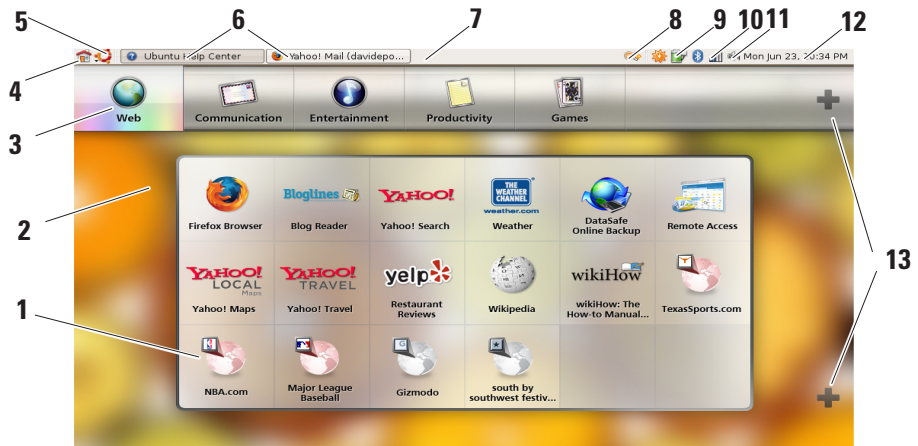 5 6 7 8 9 10 11 12
Ubuntu Help Center Yahoo! Mail (davidepo... Mon Jun 23, 10:34 PM
4
3
Web Communication Entertainment Productivity Games
2
Bloglines YAHOO! THE WEATHER CHANNEL weather.com
Firefox Browser Blog Reader Yahoo! Search Weather DataSafe Online Backup Remote Access
13
YAHOO! LOCAL Maps YAHOO! TRAVEL yelp wikiHow
Yahoo! Maps Yahoo! Travel Restaurant Reviews Wikipedia wikiHow: The How-to Manual... TexasSports.com
1
NBA.com Major League Baseball Gizmodo south by southwest festiv...